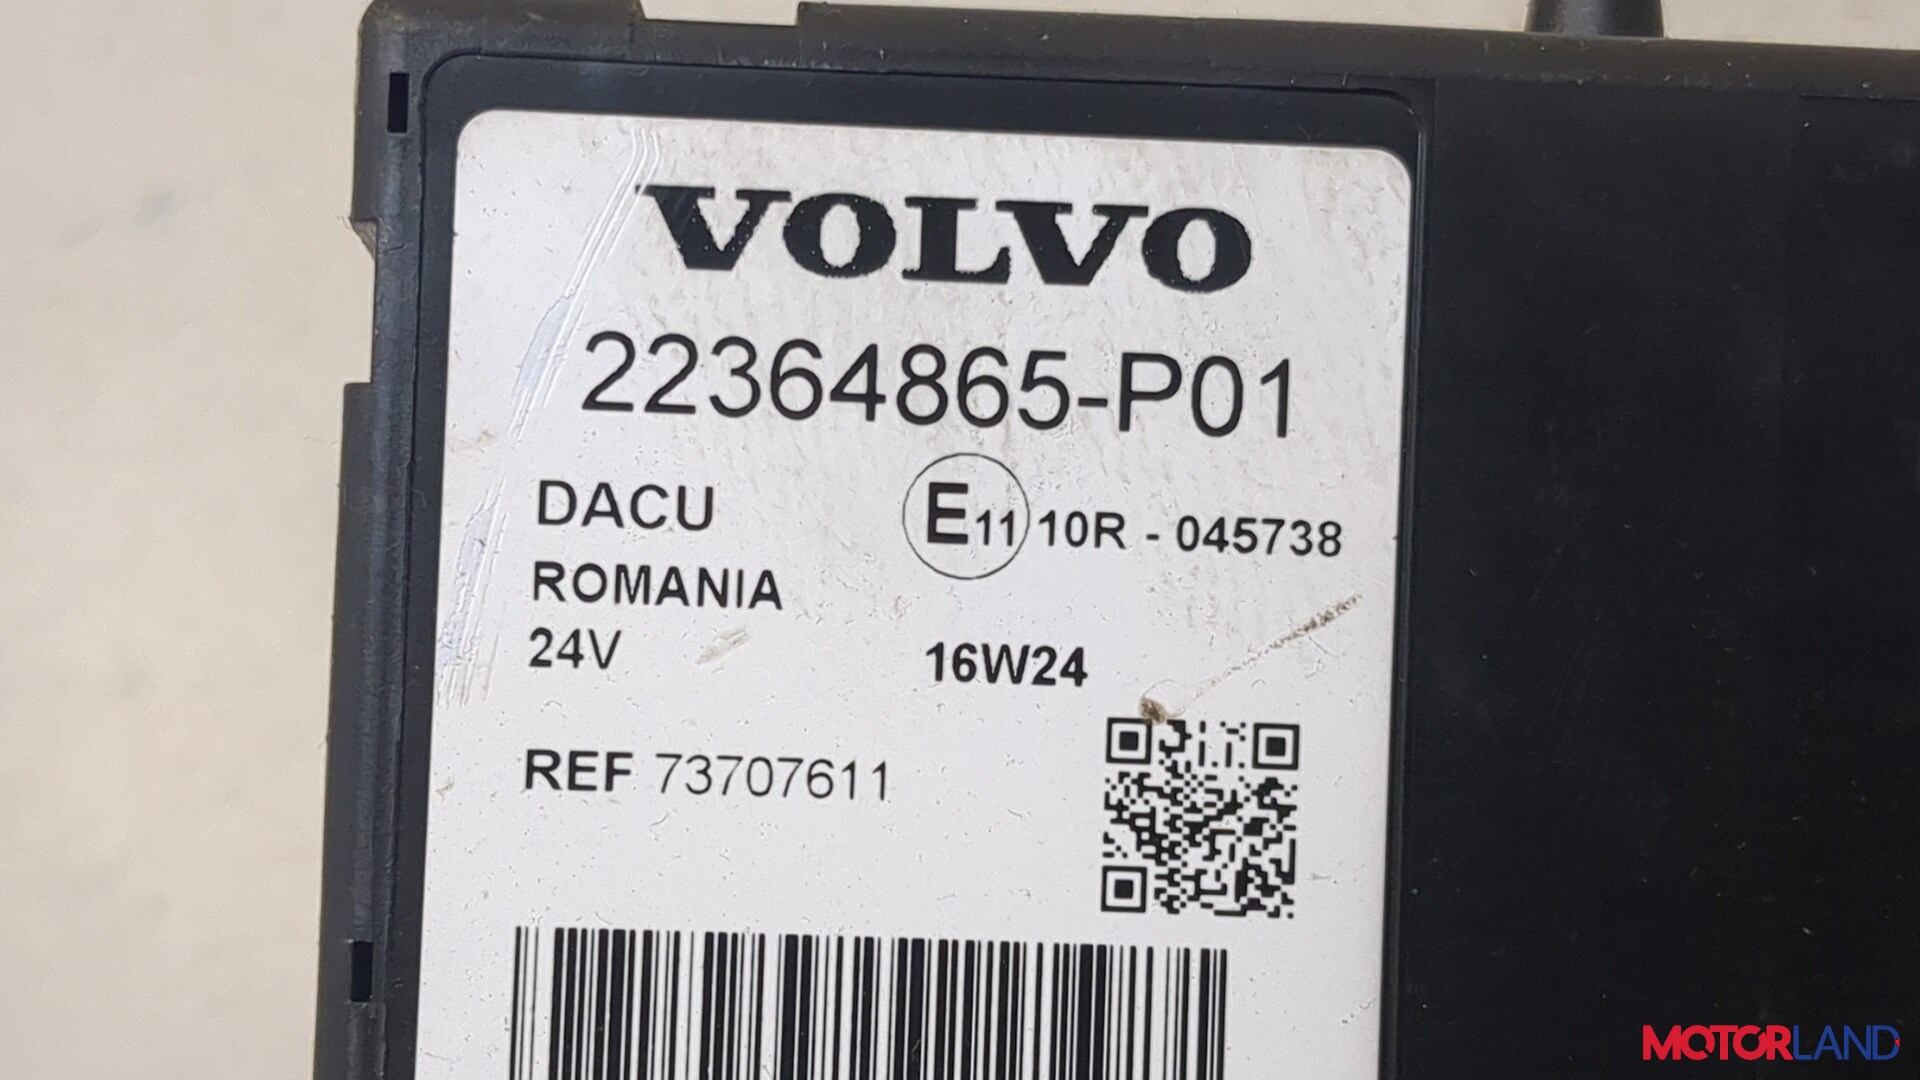 VOLVO
22364865-P01
DACU
E11 10R - 045738
ROMANIA
24V
16W24
REF 73707611
MOTORLAND